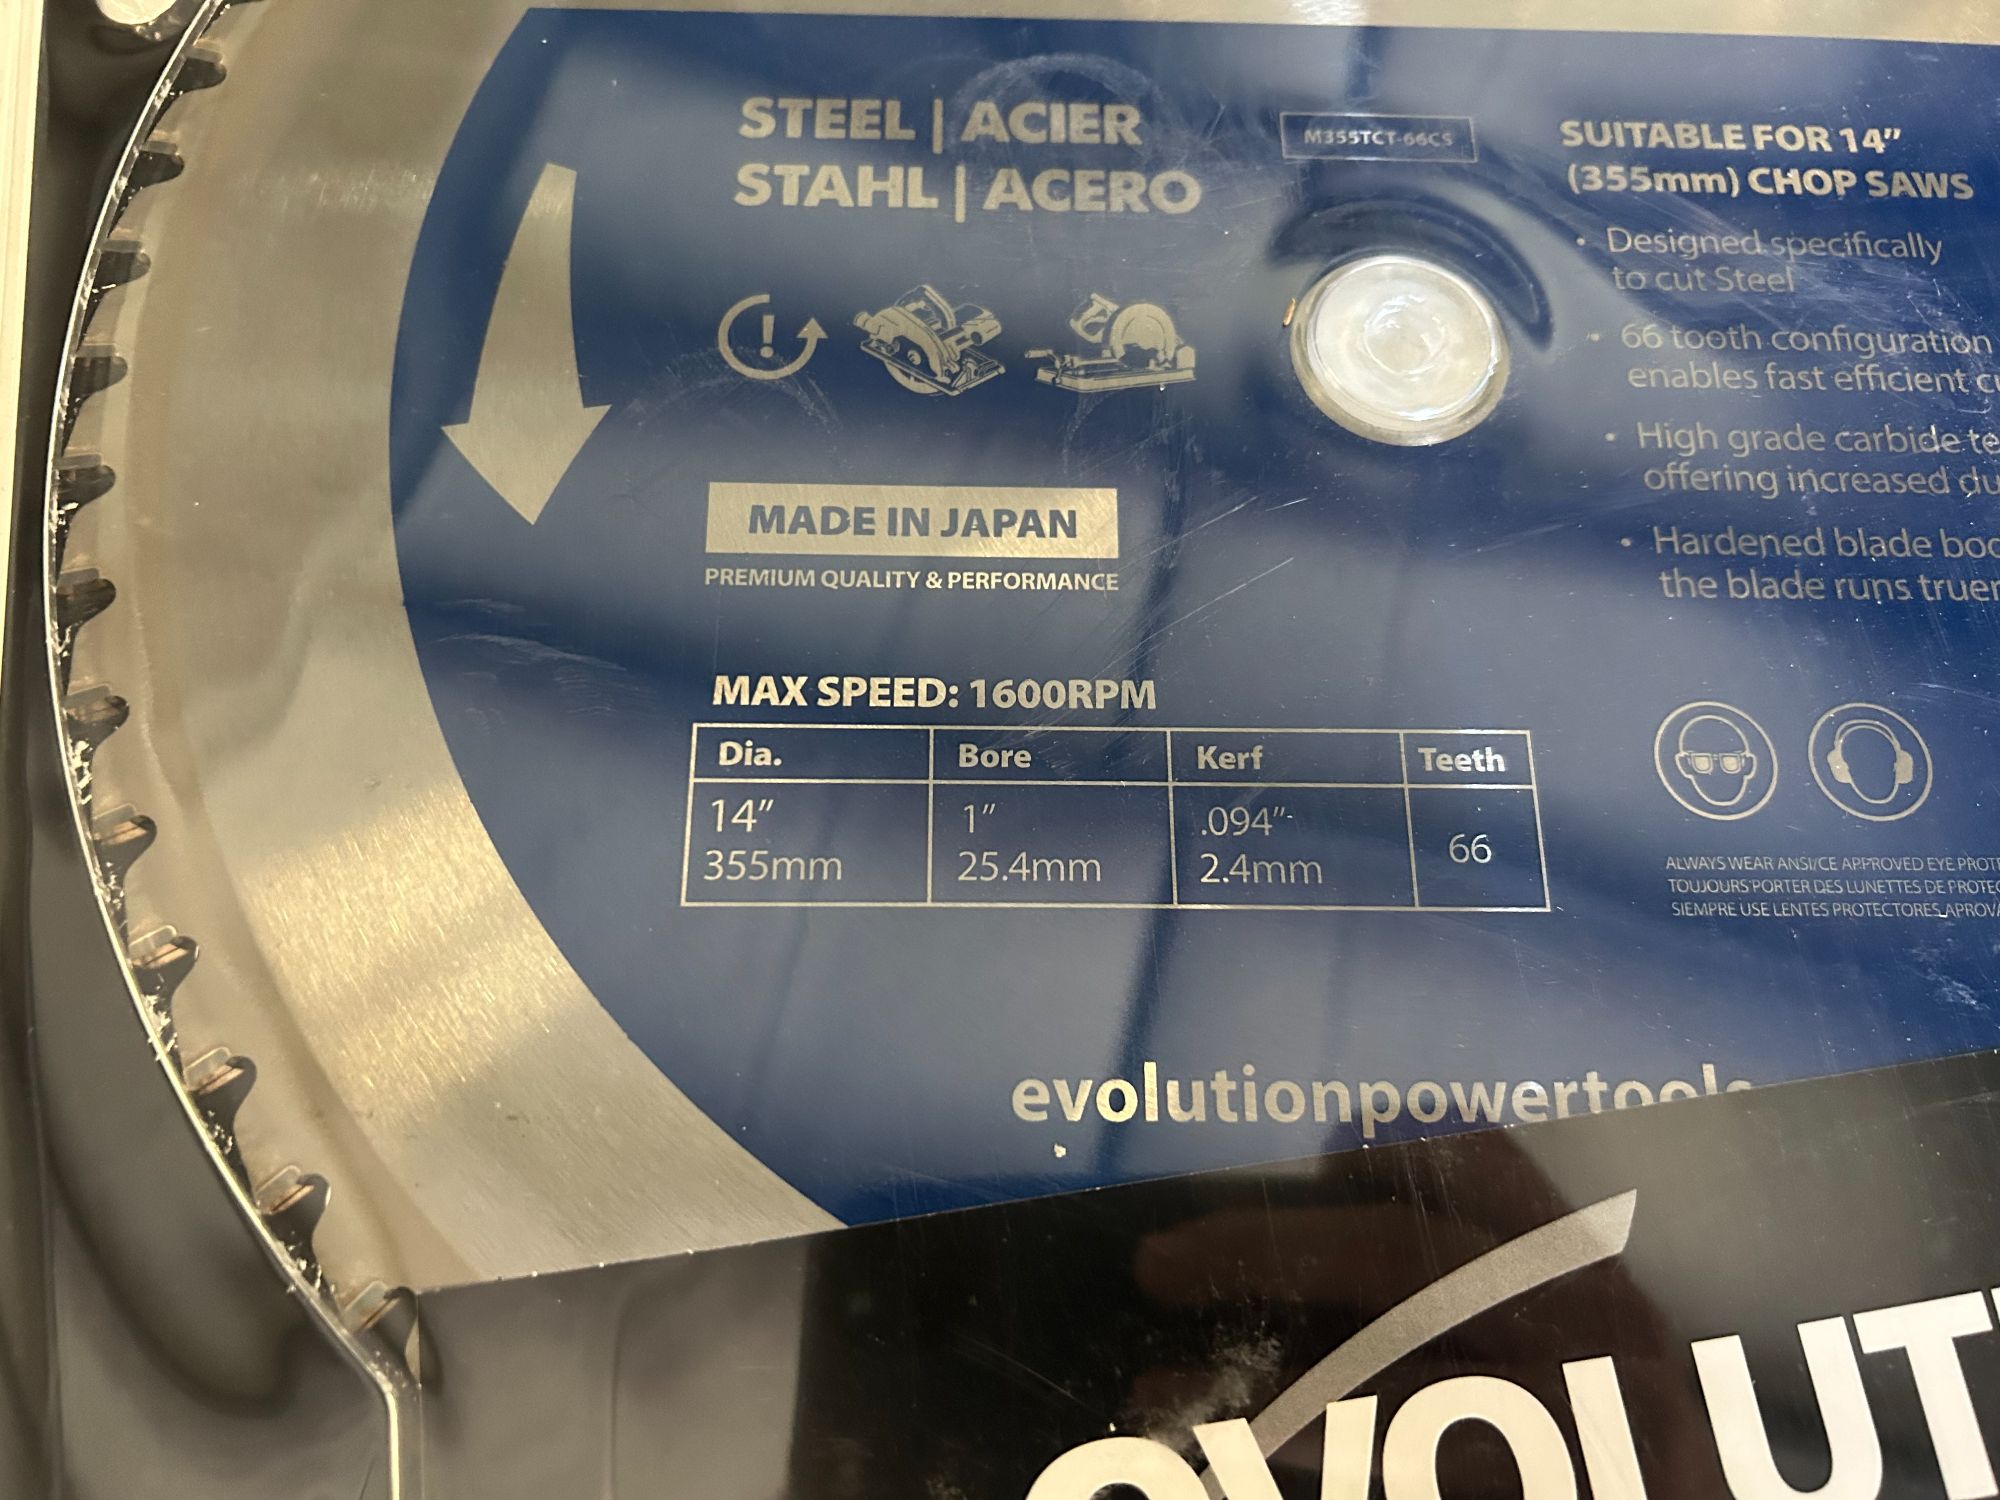 STEEL | ACIER
STAHL | ACERO
!
MADE IN JAPAN
PREMIUM QUALITY & PERFORMANCE
MAX SPEED: 1600RPM
Dia. Bore Kerf Teeth
14" 1" .094" 66
355mm 25.4mm 2.4mm
M355TCT-66CS
SUITABLE FOR 14"
(355mm) CHOP SAWS
• Designed specifically
to cut Steel
• 66 tooth configuration
enables fast efficient
• High grade carbide
offering increased
• Hardened blade
the blade runs
ALWAYS WEAR ANSI/CE APPROVED EYE
TOUJOURS PORTER DES LUNETTES DE
SIEMPRE USE LENTES PROTECTORES
evolutionpowertools